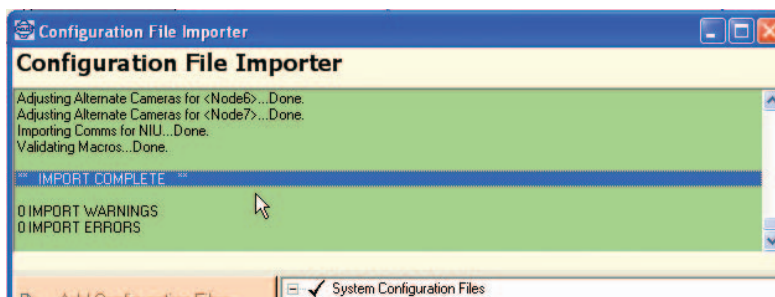 Configuration File Importer
Configuration File Importer
Adjusting Alternate Cameras for <Node6>...Done.
Adjusting Alternate Cameras for <Node7>...Done.
Importing Comms for NIU...Done.
Validating Macros...Done.
** IMPORT COMPLETE **
0 IMPORT WARNINGS
0 IMPORT ERRORS
System Configuration Files